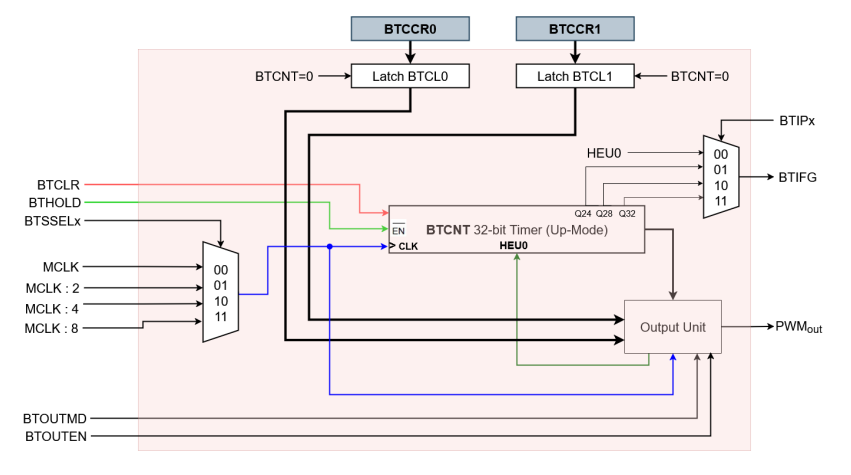 BTCCR0
BTCCR1
BTCNT=0
Latch BTCL0
Latch BTCL1
BTCNT=0
BTIPx
HEU0
00
01
10
11
BTIFG
BTCLR
BTHOLD
BTSSELx
Q24 Q28 Q32
EN
BTCNT 32-bit Timer (Up-Mode)
> CLK
HEU0
MCLK
MCLK : 2
MCLK : 4
MCLK : 8
00
01
10
11
Output Unit
PWMout
BTOUTMD
BTOUTEN